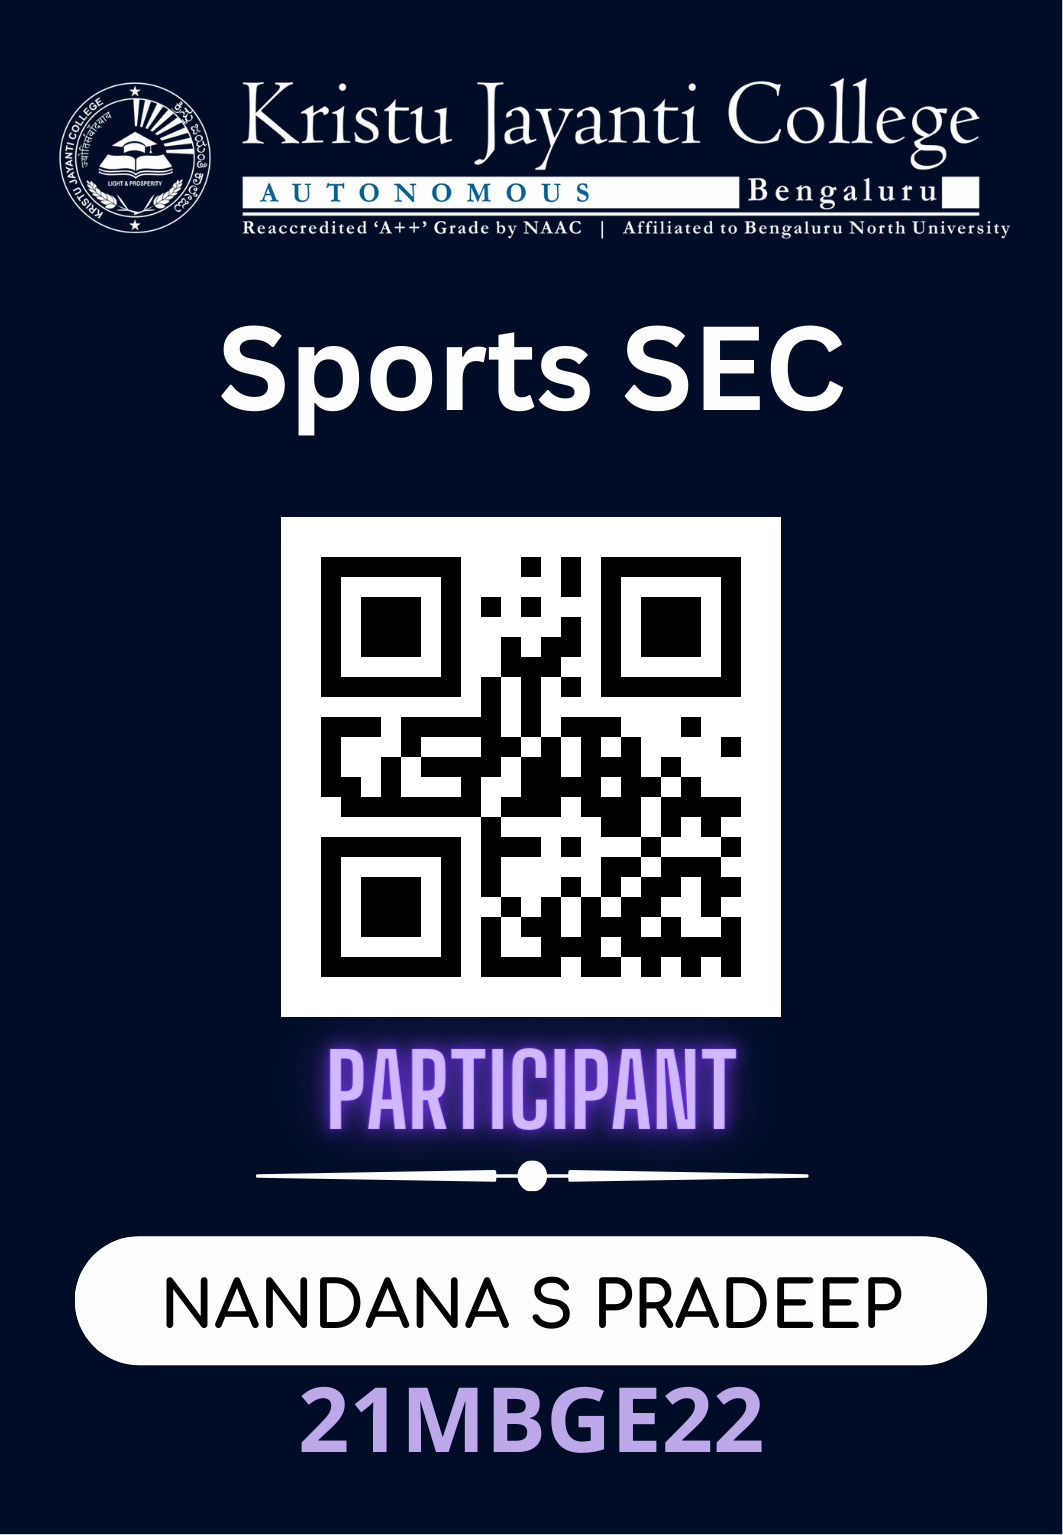 KRISTU JAYANTI COLLEGE
ज्योतिसंवादयाय
LIGHT & PROSPERITY
Kristu Jayanti College
AUTONOMOUS Bengaluru
Reaccredited ‘A++’ Grade by NAAC | Affiliated to Bengaluru North University
Sports SEC
PARTICIPANT
NANDANA S PRADEEP
21MBGE22